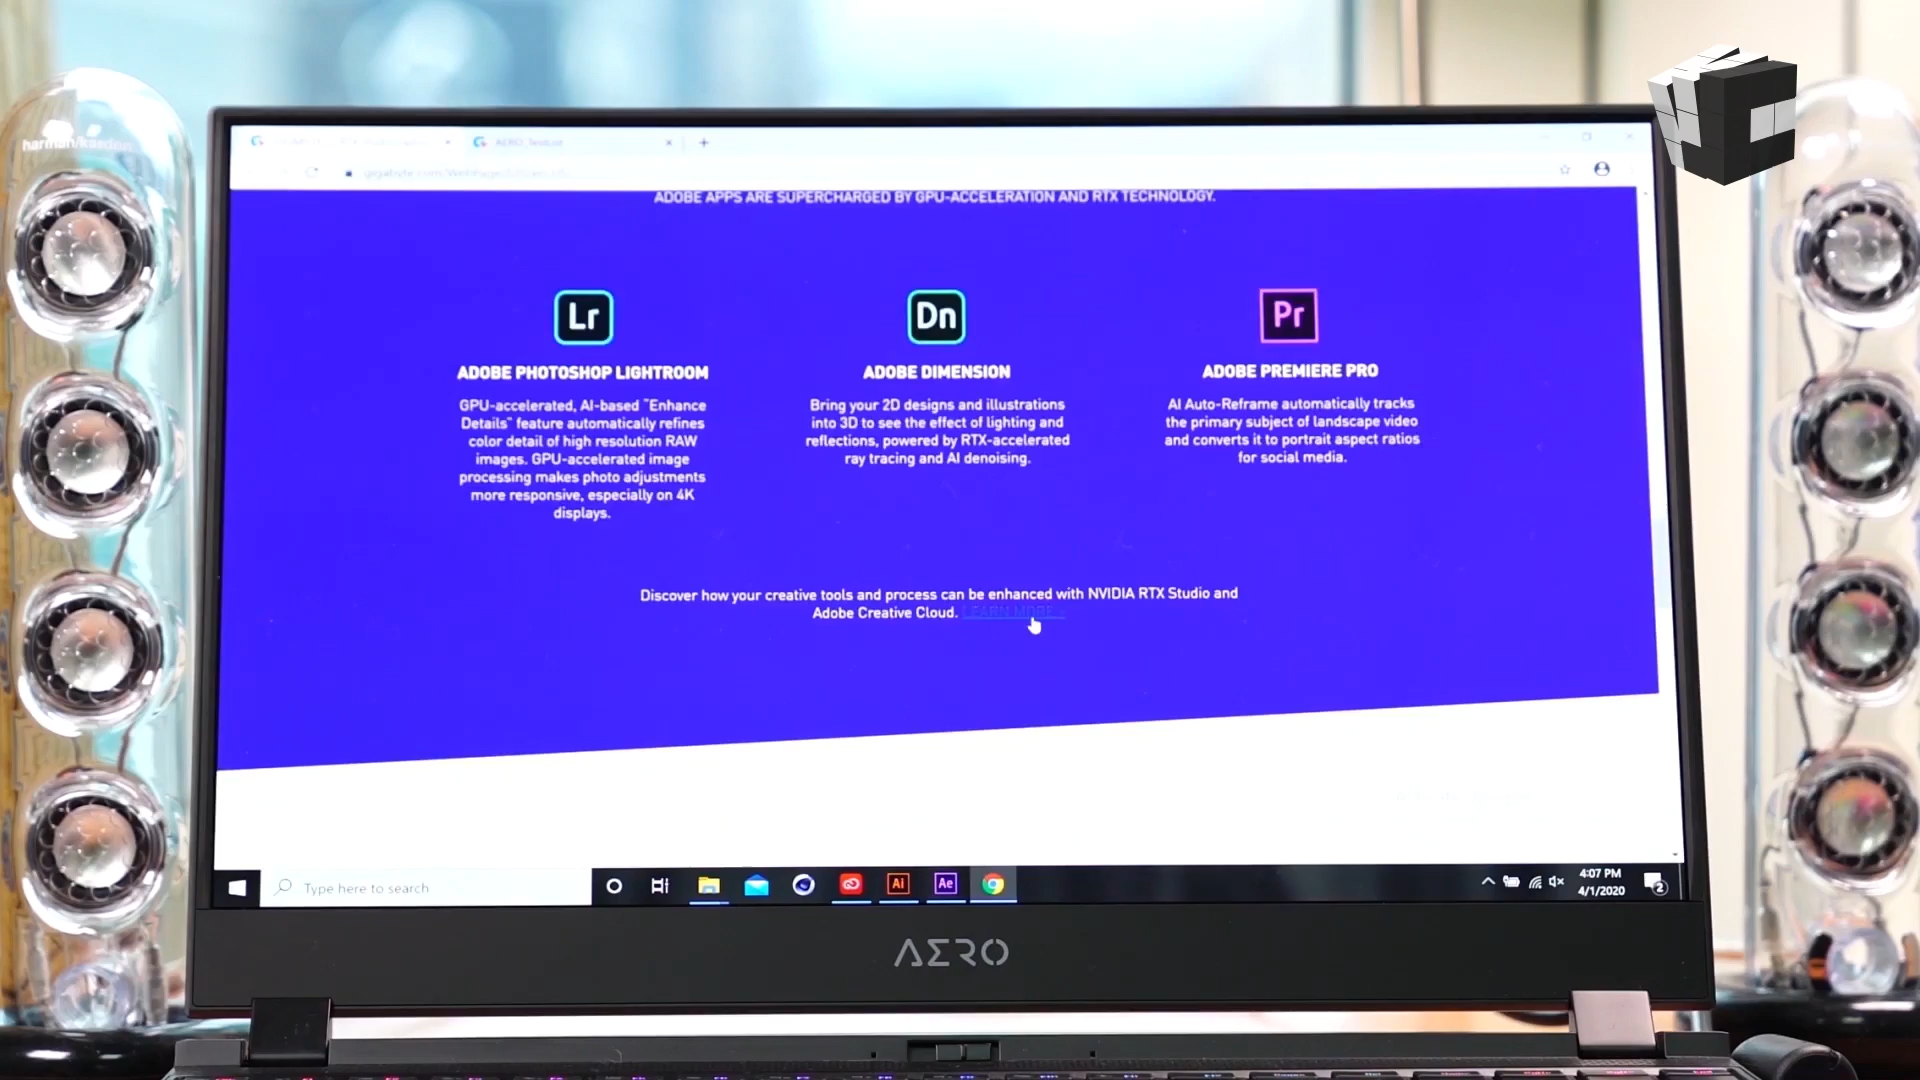 harman/kardon
AERO_TestList
ADOBE APPS ARE SUPERCHARGED BY GPU-ACCELERATION AND RTX TECHNOLOGY.
Lr
ADOBE PHOTOSHOP LIGHTROOM
GPU-accelerated, AI-based "Enhance
Details" feature automatically refines
color detail of high resolution RAW
images. GPU-accelerated image
processing makes photo adjustments
more responsive, especially on 4K
displays.
Dn
ADOBE DIMENSION
Bring your 2D designs and illustrations
into 3D to see the effect of lighting and
reflections, powered by RTX-accelerated
ray tracing and AI denoising.
Pr
ADOBE PREMIERE PRO
AI Auto-Reframe automatically tracks
the primary subject of landscape video
and converts it to portrait aspect ratios
for social media.
Discover how your creative tools and process can be enhanced with NVIDIA RTX Studio and
Adobe Creative Cloud. LEARN MORE
Type here to search
Ai
Ae
4:07 PM
4/1/2020
2
AERO